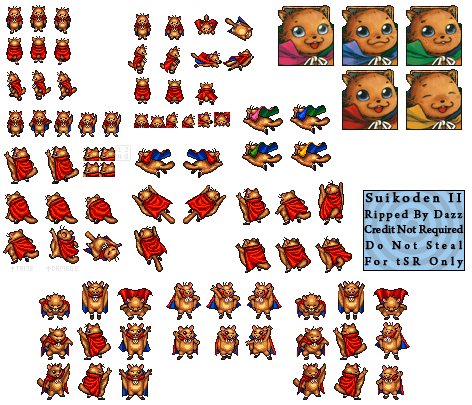 Suikoden II
Ripped By Dazz
Credit Not Required
Do Not Steal
For tSR Only